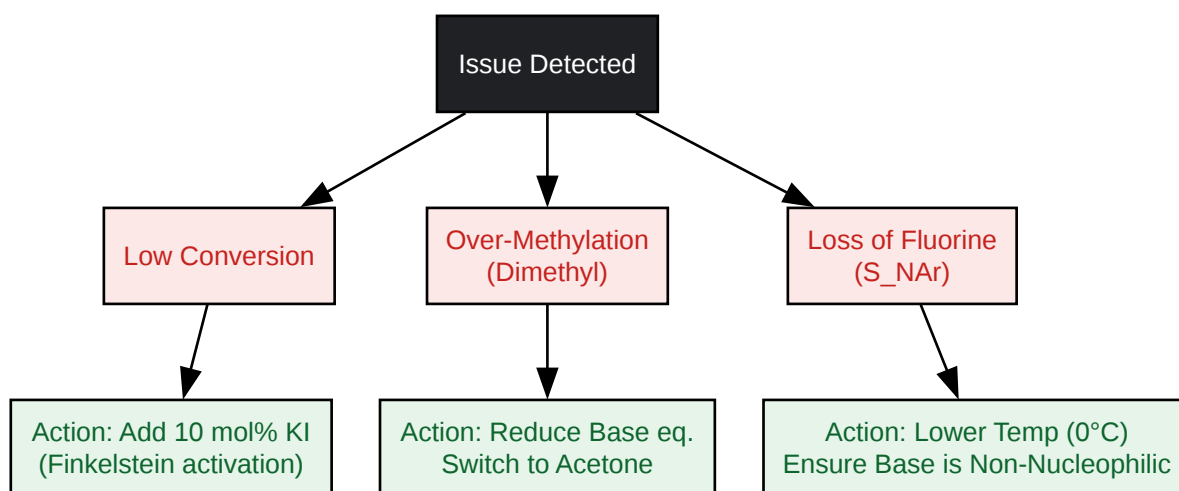 Issue Detected
Low Conversion
Over-Methylation
(Dimethyl)
Loss of Fluorine
(S_NAr)
Action: Add 10 mol% KI
(Finkelstein activation)
Action: Reduce Base eq.
Switch to Acetone
Action: Lower Temp (0°C)
Ensure Base is Non-Nucleophilic